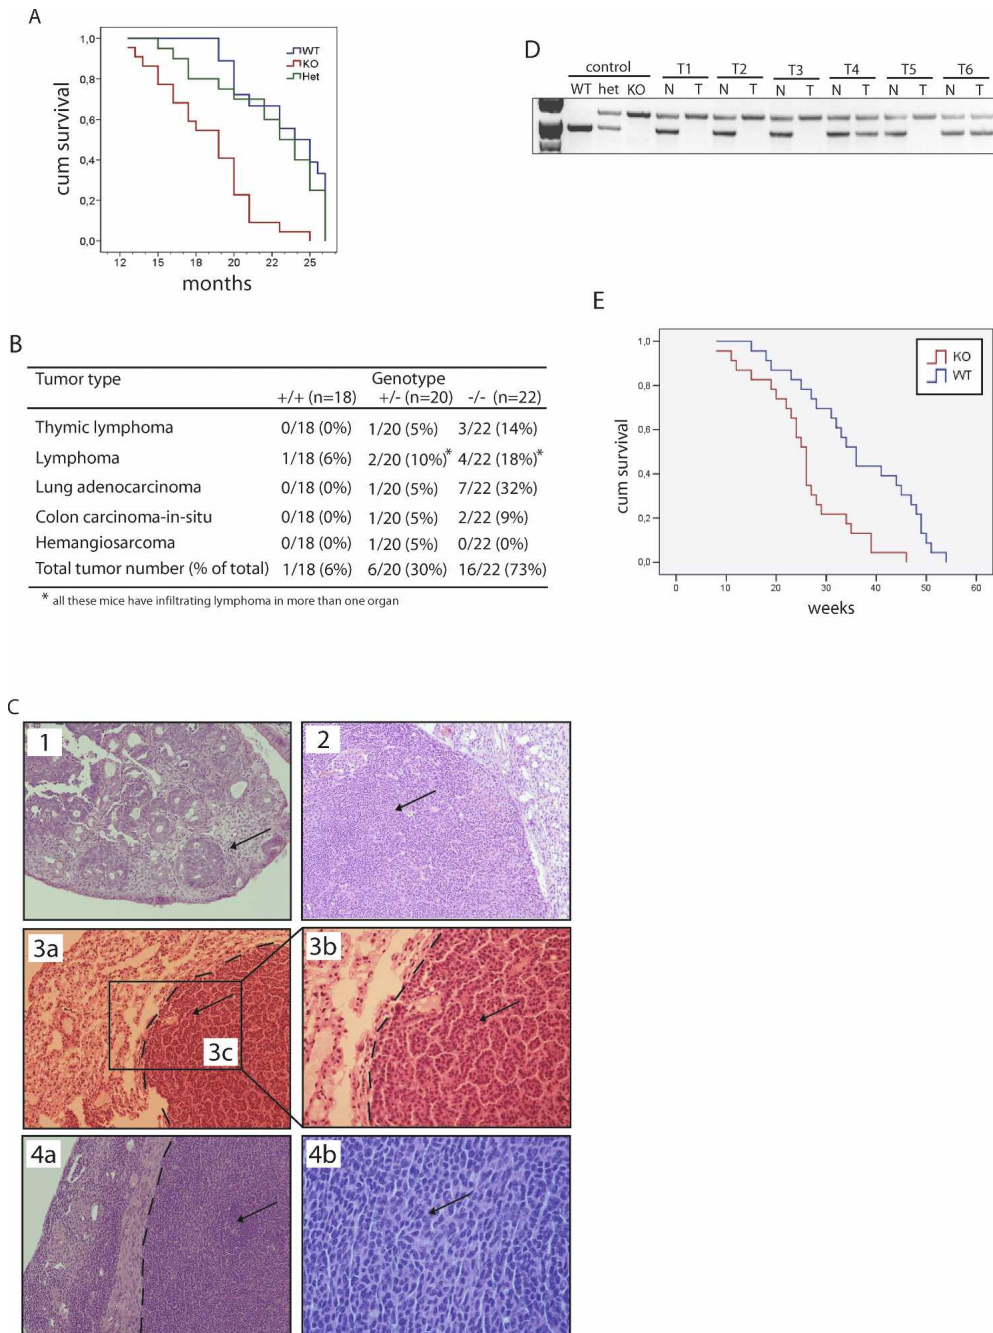 A
1,0
0,8
0,6
0,4
0,2
0,0
cum survival
WT
KO
Het
12 15 18 20 22 25
months
B
Tumor type Genotype
+/+ (n=18) +/- (n=20) -/- (n=22)
Thymic lymphoma 0/18 (0%) 1/20 (5%) 3/22 (14%)
Lymphoma 1/18 (6%) 2/20 (10%)* 4/22 (18%)*
Lung adenocarcinoma 0/18 (0%) 1/20 (5%) 7/22 (32%)
Colon carcinoma-in-situ 0/18 (0%) 1/20 (5%) 2/22 (9%)
Hemangiosarcoma 0/18 (0%) 1/20 (5%) 0/22 (0%)
Total tumor number (% of total) 1/18 (6%) 6/20 (30%) 16/22 (73%)
* all these mice have infiltrating lymphoma in more than one organ
C
1
2
3a
3c
3b
4a
4b
D
control T1 T2 T3 T4 T5 T6
WT het KO N T N T N T N T N T N T
E
1,0
0,8
0,6
0,4
0,2
0,0
cum survival
KO
WT
0 10 20 30 40 50 60
weeks